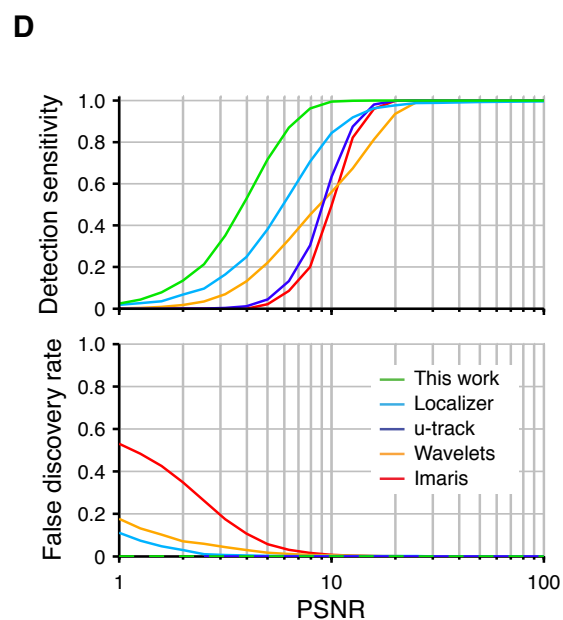 D
Detection sensitivity
1.0
0.8
0.6
0.4
0.2
0
False discovery rate
1.0
0.8
0.6
0.4
0.2
0
This work
Localizer
u-track
Wavelets
Imaris
1
10
100
PSNR